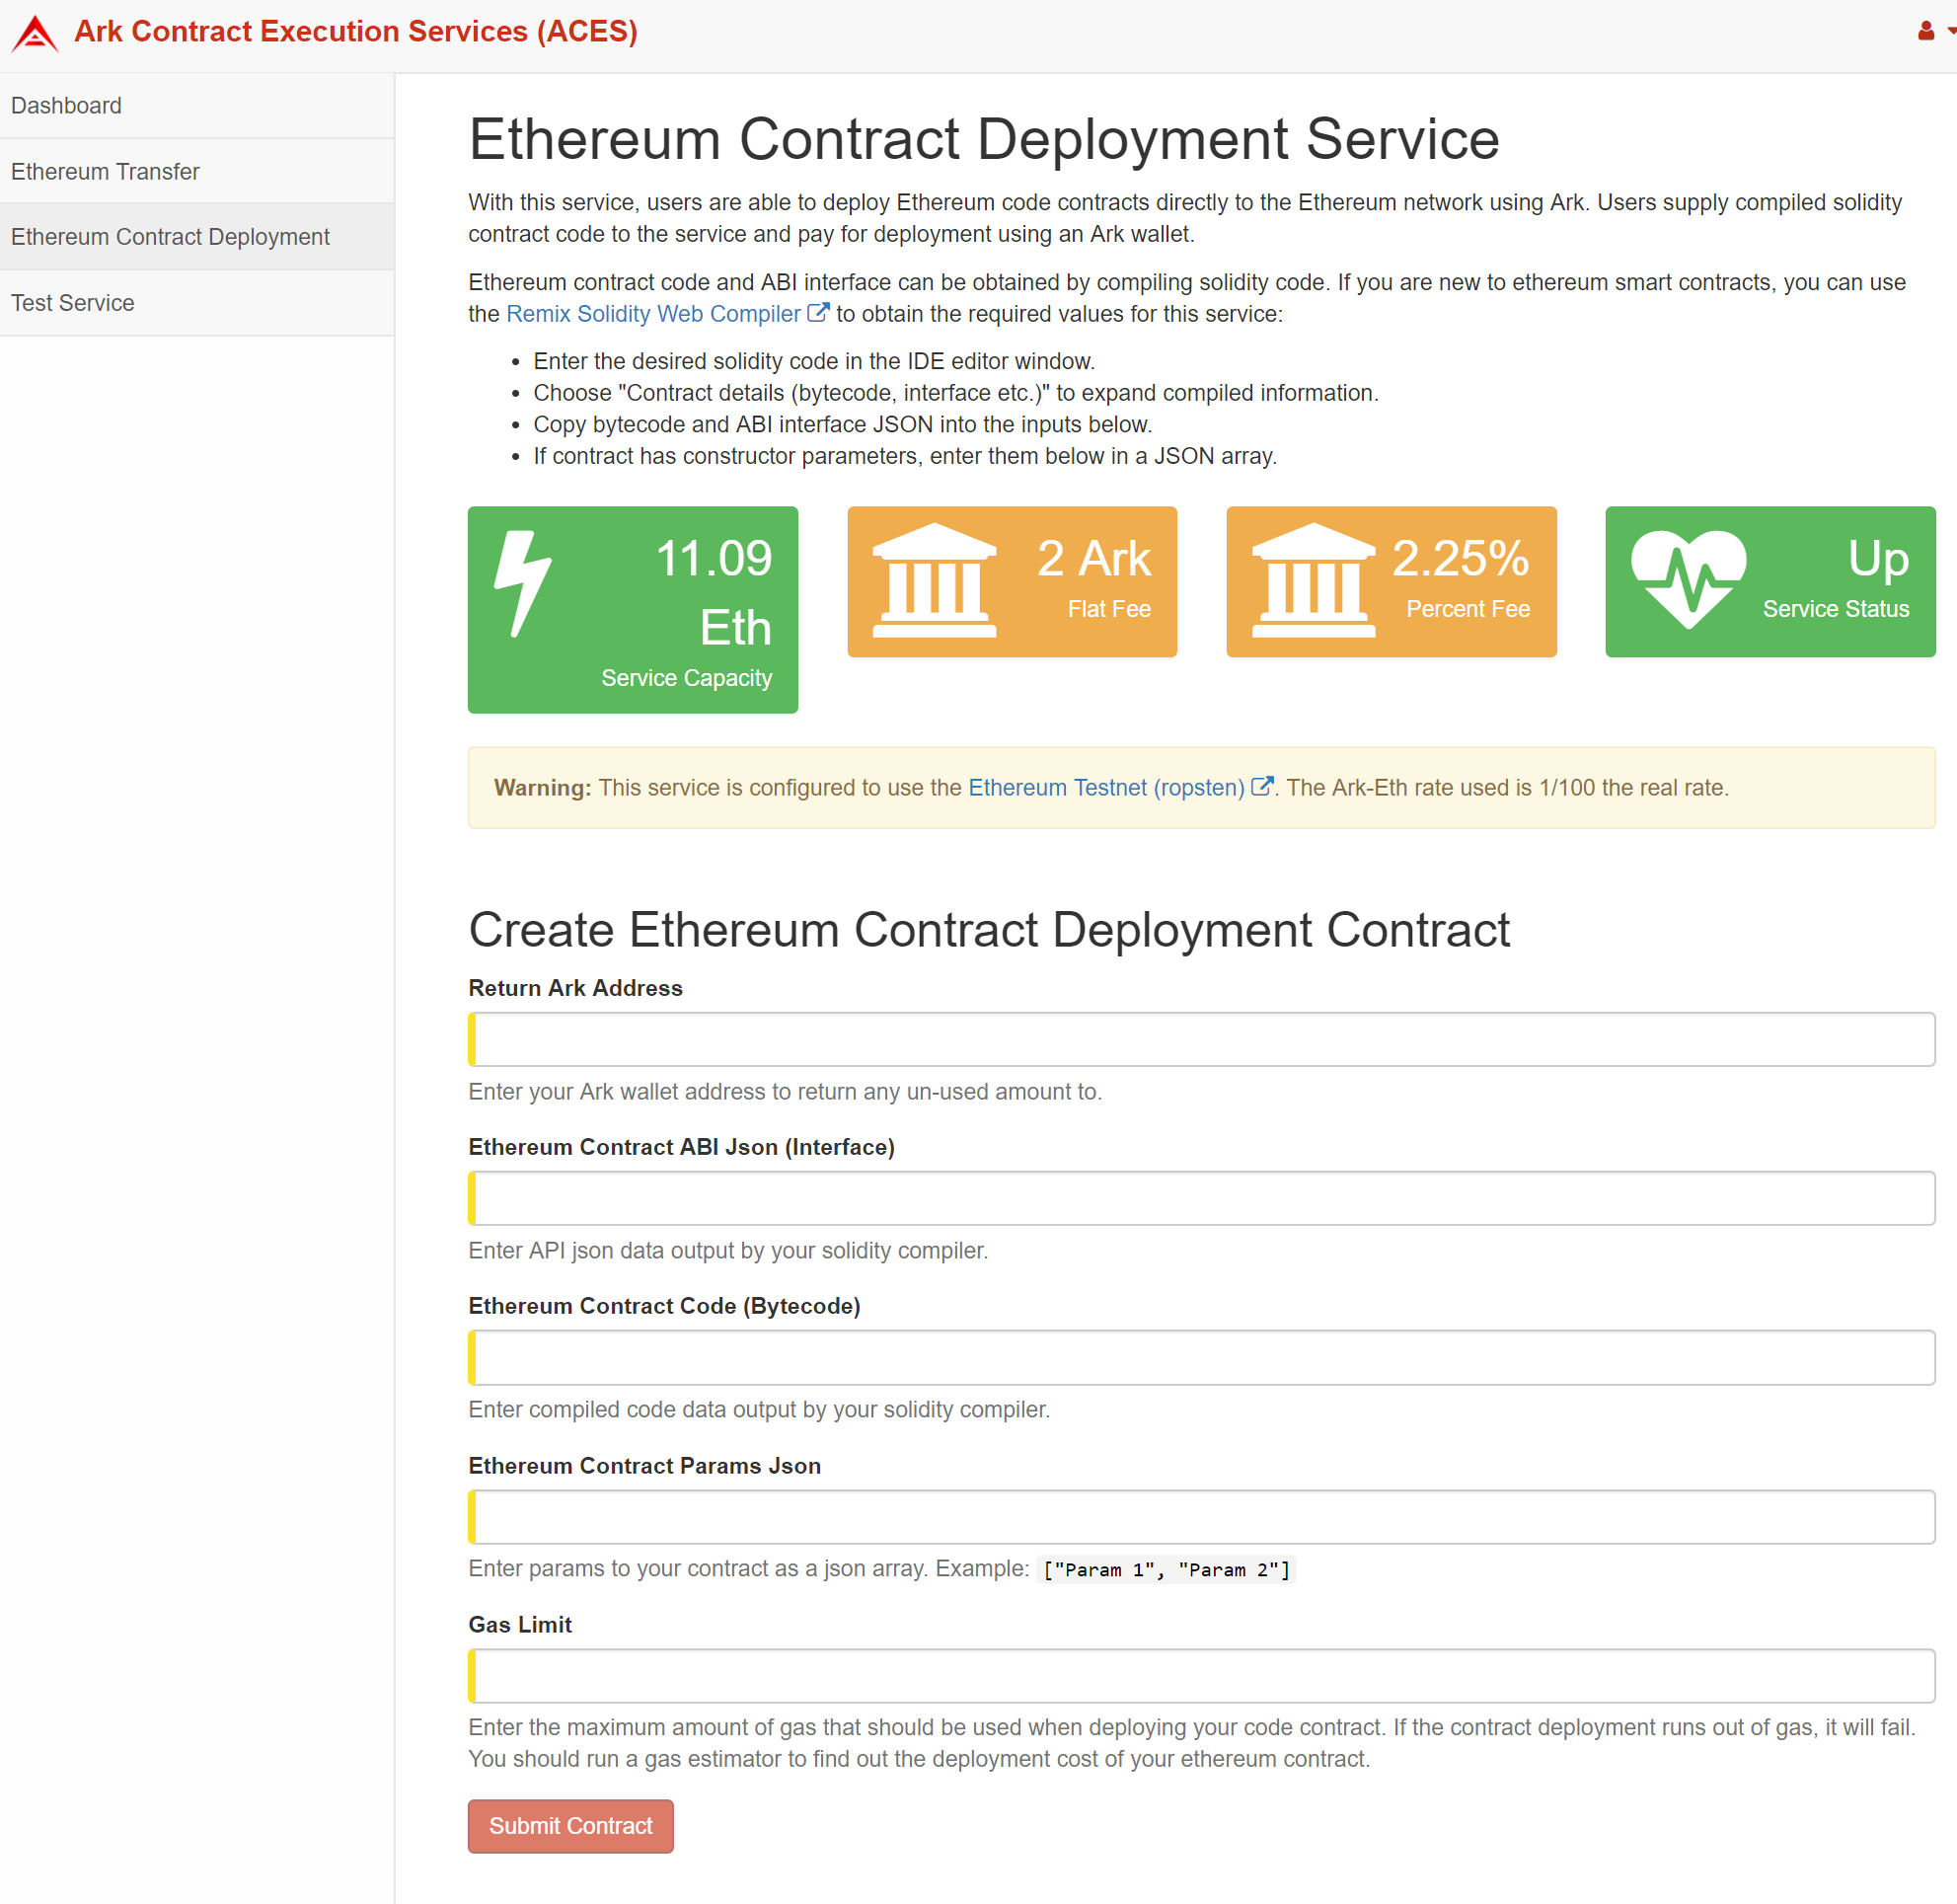 Ark Contract Execution Services (ACES)
Dashboard
Ethereum Transfer
Ethereum Contract Deployment
Test Service
Ethereum Contract Deployment Service
With this service, users are able to deploy Ethereum code contracts directly to the Ethereum network using Ark. Users supply compiled solidity
contract code to the service and pay for deployment using an Ark wallet.
Ethereum contract code and ABI interface can be obtained by compiling solidity code. If you are new to ethereum smart contracts, you can use
the Remix Solidity Web Compiler to obtain the required values for this service:
• Enter the desired solidity code in the IDE editor window.
• Choose "Contract details (bytecode, interface etc.)" to expand compiled information.
• Copy bytecode and ABI interface JSON into the inputs below.
• If contract has constructor parameters, enter them below in a JSON array.
11.09
Eth
Service Capacity
2 Ark
Flat Fee
2.25%
Percent Fee
Up
Service Status
Warning: This service is configured to use the Ethereum Testnet (ropsten). The Ark-Eth rate used is 1/100 the real rate.
Create Ethereum Contract Deployment Contract
Return Ark Address
Enter your Ark wallet address to return any un-used amount to.
Ethereum Contract ABI Json (Interface)
Enter API json data output by your solidity compiler.
Ethereum Contract Code (Bytecode)
Enter compiled code data output by your solidity compiler.
Ethereum Contract Params Json
Enter params to your contract as a json array. Example: ["Param 1", "Param 2"]
Gas Limit
Enter the maximum amount of gas that should be used when deploying your code contract. If the contract deployment runs out of gas, it will fail.
You should run a gas estimator to find out the deployment cost of your ethereum contract.
Submit Contract